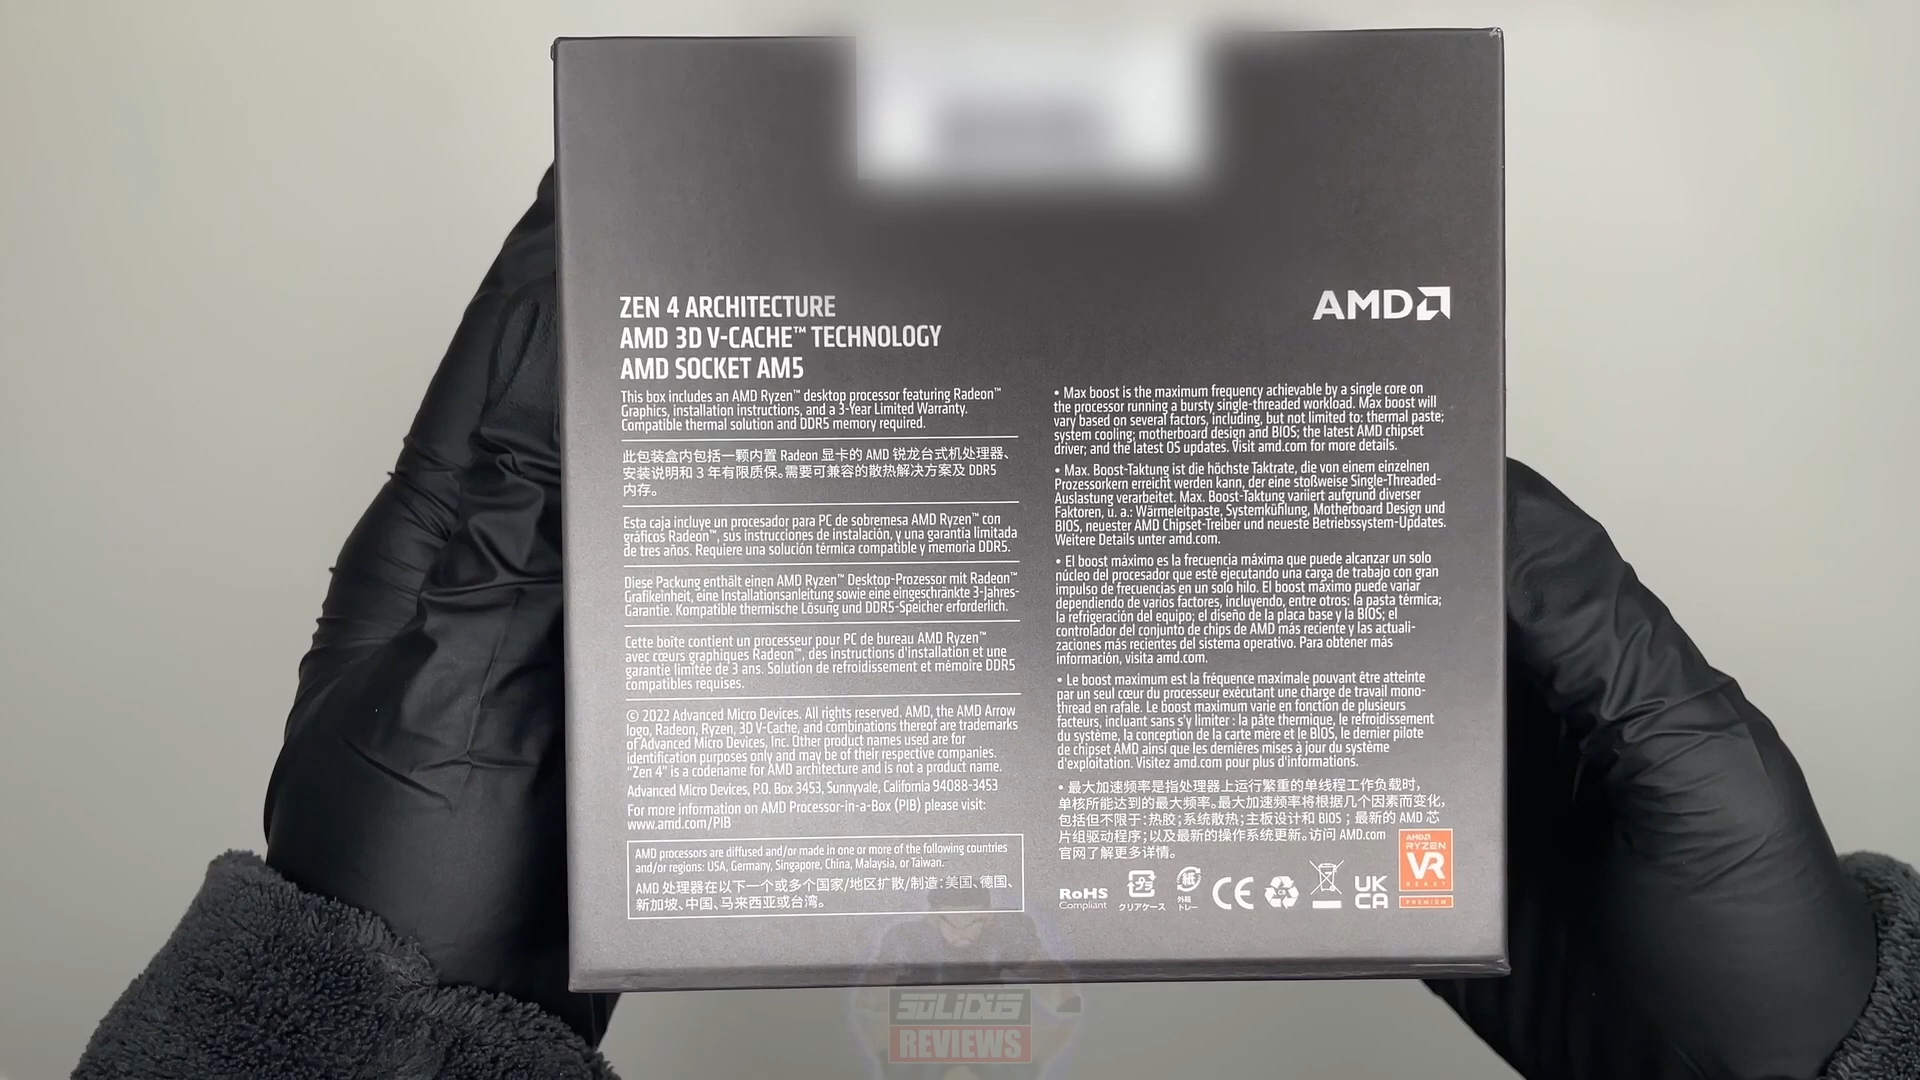 ZEN 4 ARCHITECTURE
AMD 3D V-CACHE™ TECHNOLOGY
AMD SOCKET AM5
This box includes an AMD Ryzen™ desktop processor featuring Radeon™
Graphics, installation instructions, and a 3-Year Limited Warranty.
Compatible thermal solution and DDR5 memory required.
此包装盒内包括一颗内置 Radeon 显卡的 AMD 锐龙台式机处理器、
安装说明和 3 年有限质保。需要可兼容的散热解决方案及 DDR5
内存。
Esta caja incluye un procesador para PC de sobremesa AMD Ryzen™ con
gráficos Radeon™, sus instrucciones de instalación, y una garantía limitada
de tres años. Requiere una solución térmica compatible y memoria DDR5.
Diese Packung enthält einen AMD Ryzen™ Desktop-Prozessor mit Radeon™
Grafikeinheit, eine Installationsanleitung sowie eine eingeschränkte 3-Jahres-
Garantie. Kompatible thermische Lösung und DDR5-Speicher erforderlich.
Cette boîte contient un processeur pour PC de bureau AMD Ryzen™
avec cœurs graphiques Radeon™, des instructions d'installation et une
garantie limitée de 3 ans. Solution de refroidissement et mémoire DDR5
compatibles requises.
© 2022 Advanced Micro Devices. All rights reserved. AMD, the AMD Arrow
logo, Radeon, Ryzen, 3D V-Cache, and combinations thereof are trademarks
of Advanced Micro Devices, Inc. Other product names used are for
identification purposes only and may be of their respective companies.
"Zen 4" is a codename for AMD architecture and is not a product name.
Advanced Micro Devices, P.O. Box 3453, Sunnyvale, California 94088-3453
For more information on AMD Processor-in-a-Box (PIB) please visit:
www.amd.com/PIB
AMD processors are diffused and/or made in one or more of the following countries
and/or regions: USA, Germany, Singapore, China, Malaysia, or Taiwan.
AMD 处理器在以下一个或多个国家/地区扩散/制造：美国、德国、
新加坡、中国、马来西亚或台湾。
AMD
• Max boost is the maximum frequency achievable by a single core on
the processor running a bursty single-threaded workload. Max boost will
vary based on several factors, including, but not limited to: thermal paste;
system cooling; motherboard design and BIOS; the latest AMD chipset
driver; and the latest OS updates. Visit amd.com for more details.
• Max. Boost-Taktung ist die höchste Taktrate, die von einem einzelnen
Prozessorkern erreicht werden kann, der eine stoßweise Single-Threaded-
Auslastung verarbeitet. Max. Boost-Taktung variiert aufgrund diverser
Faktoren, u. a.: Wärmeleitpaste, Systemkühlung, Motherboard Design und
BIOS, neuester AMD Chipset-Treiber und neueste Betriebssystem-Updates.
Weitere Details unter amd.com.
• El boost máximo es la frecuencia máxima que puede alcanzar un solo
núcleo del procesador que esté ejecutando una carga de trabajo con gran
impulso de frecuencias en un solo hilo. El boost máximo puede variar
dependiendo de varios factores, incluyendo, entre otros: la pasta térmica;
la refrigeración del equipo; el diseño de la placa base y la BIOS; el
controlador del conjunto de chips de AMD más reciente y las actuali-
zaciones más recientes del sistema operativo. Para obtener más
información, visita amd.com.
• Le boost maximum est la fréquence maximale pouvant être atteinte
par un seul cœur du processeur exécutant une charge de travail mono-
thread en rafale. Le boost maximum varie en fonction de plusieurs
facteurs, incluant sans s'y limiter : la pâte thermique, le refroidissement
du système, la conception de la carte mère et le BIOS, le dernier pilote
de chipset AMD ainsi que les dernières mises à jour du système
d'exploitation. Visitez amd.com pour plus d'informations.
• 最大加速频率是指处理器上运行繁重的单线程工作负载时，
单核所能达到的最大频率。最大加速频率将根据几个因素而变化，
包括但不限于：热胶；系统散热；主板设计和 BIOS；最新的 AMD 芯
片组驱动程序；以及最新的操作系统更新。访问 AMD.com
官网了解更多详情。
RoHS
Compliant
プラ
クリアケース
紙
外箱
トレー
CE
UK
CA
AMD
RYZEN
VR
READY
PREMIUM
SOLIDUS
REVIEWS